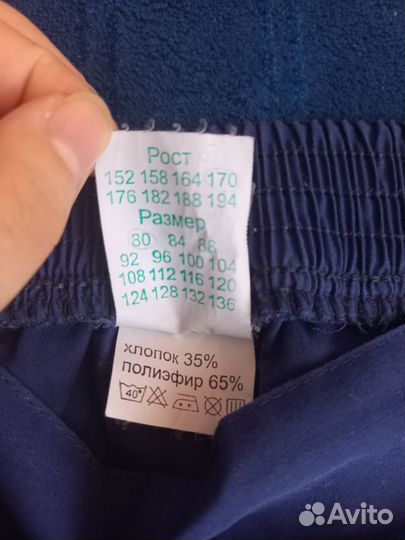 Рост
152 158 164 170
176 182 188 194
Размер
80 84 88
92 96 100 104
108 112 116 120
124 128 132 136
хлопок 35%
полиэфир 65%
40°
Avito